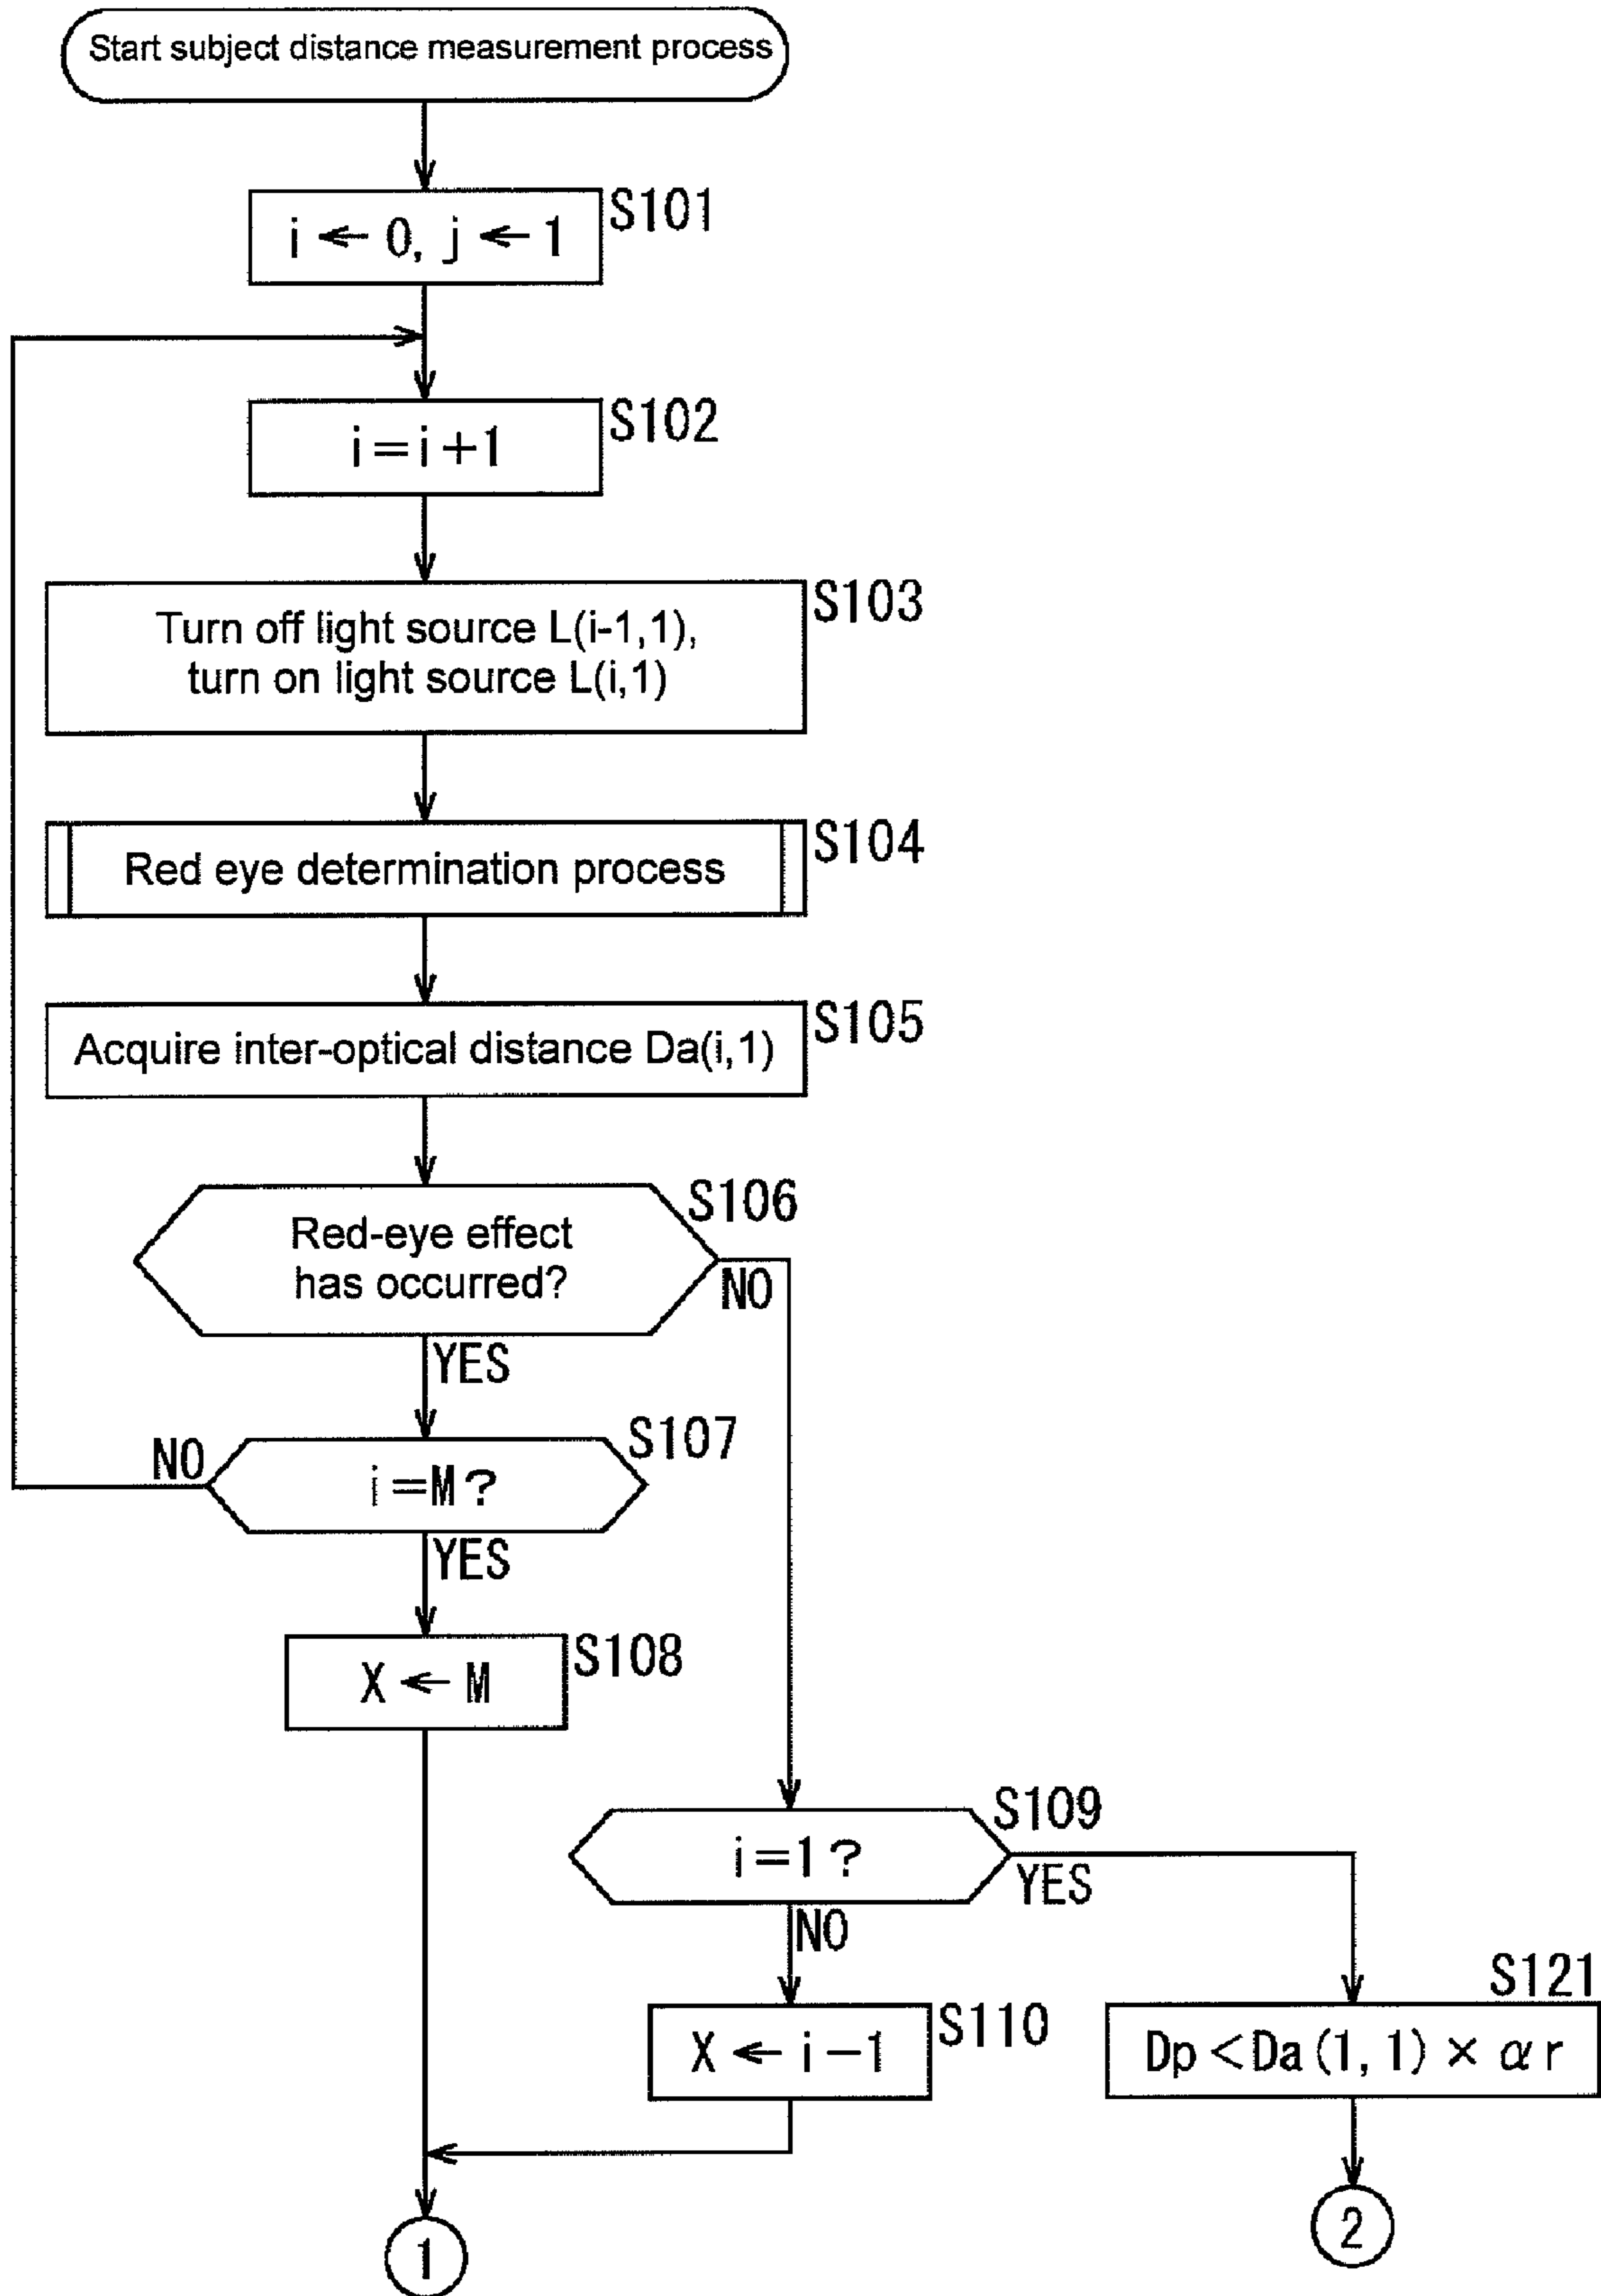 Start subject distance measurement process
S101
i ← 0, j ← 1
S102
i = i + 1
S103
Turn off light source L(i-1,1),
turn on light source L(i,1)
S104
Red eye determination process
S105
Acquire inter-optical distance Da(i,1)
S106
Red-eye effect
has occurred?
NO
YES
S107
NO
i = M ?
YES
S108
X ← M
S109
i = 1 ?
YES
NO
S110
X ← i − 1
S121
Dp < Da (1, 1) × α r
1
2